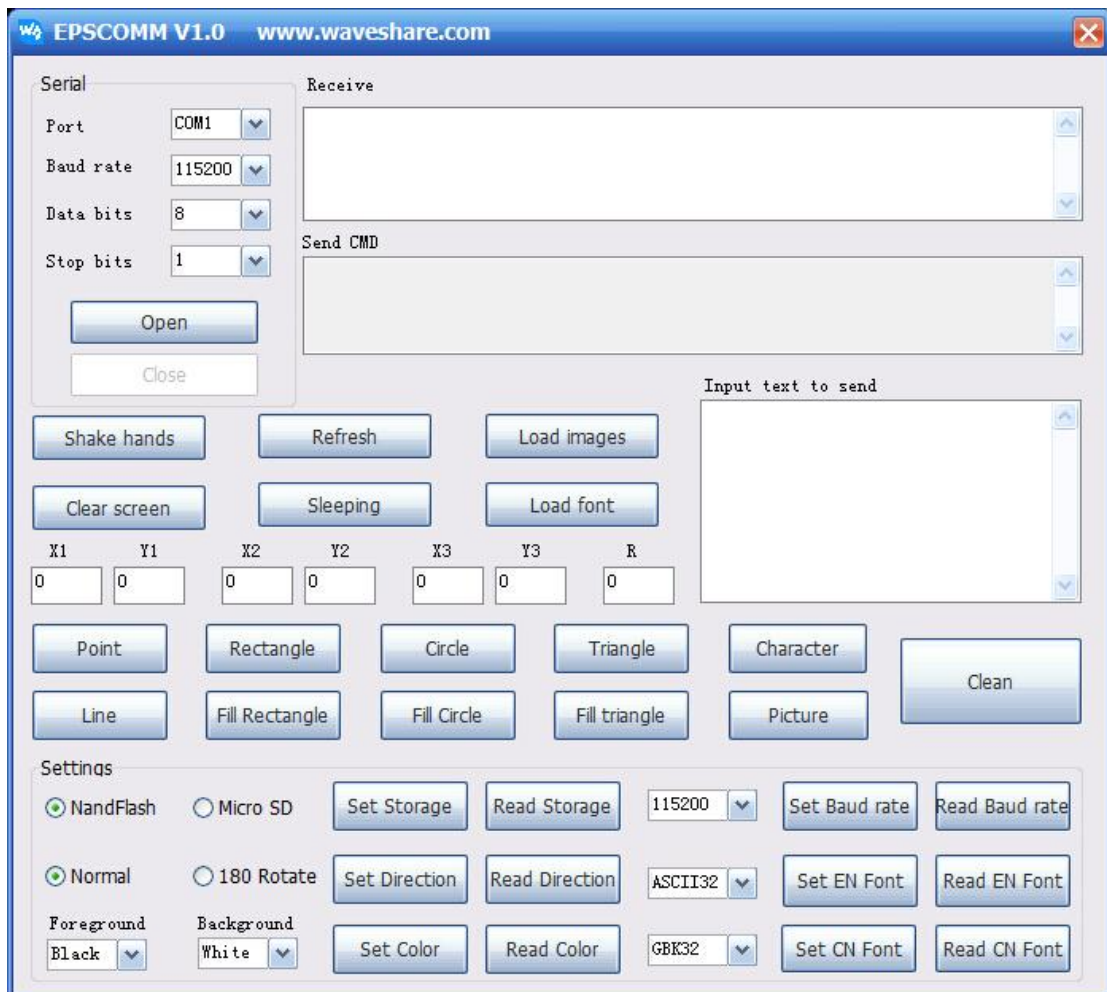 EPSCOMM V1.0 www.waveshare.com
Serial
Port COM1
Baud rate 115200
Data bits 8
Stop bits 1
Open
Close
Receive
Send CMD
Input text to send
Shake hands Refresh Load images
Clear screen Sleeping Load font
X1 Y1 X2 Y2 X3 Y3 R
0 0 0 0 0 0 0
Point Rectangle Circle Triangle Character
Clean
Line Fill Rectangle Fill Circle Fill triangle Picture
Settings
NandFlash Micro SD Set Storage Read Storage 115200 Set Baud rate Read Baud rate
Normal 180 Rotate Set Direction Read Direction ASCII32 Set EN Font Read EN Font
Foreground Background
Black White Set Color Read Color GBK32 Set CN Font Read CN Font